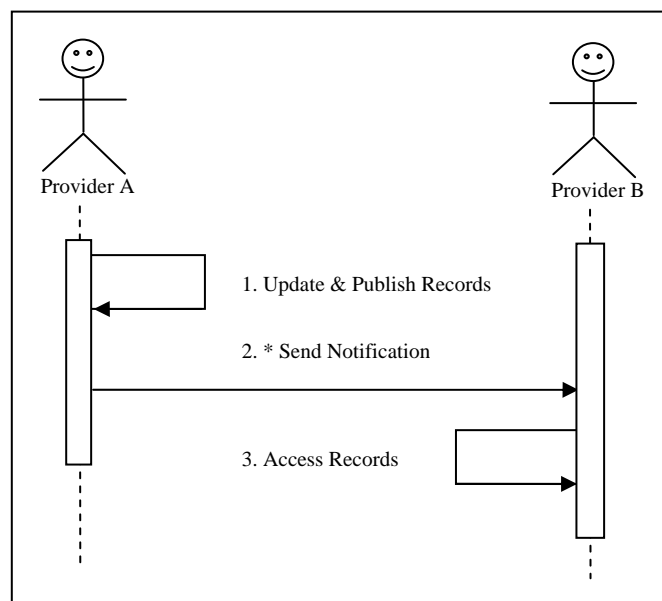 Provider A
Provider B
1. Update & Publish Records
2. * Send Notification
3. Access Records